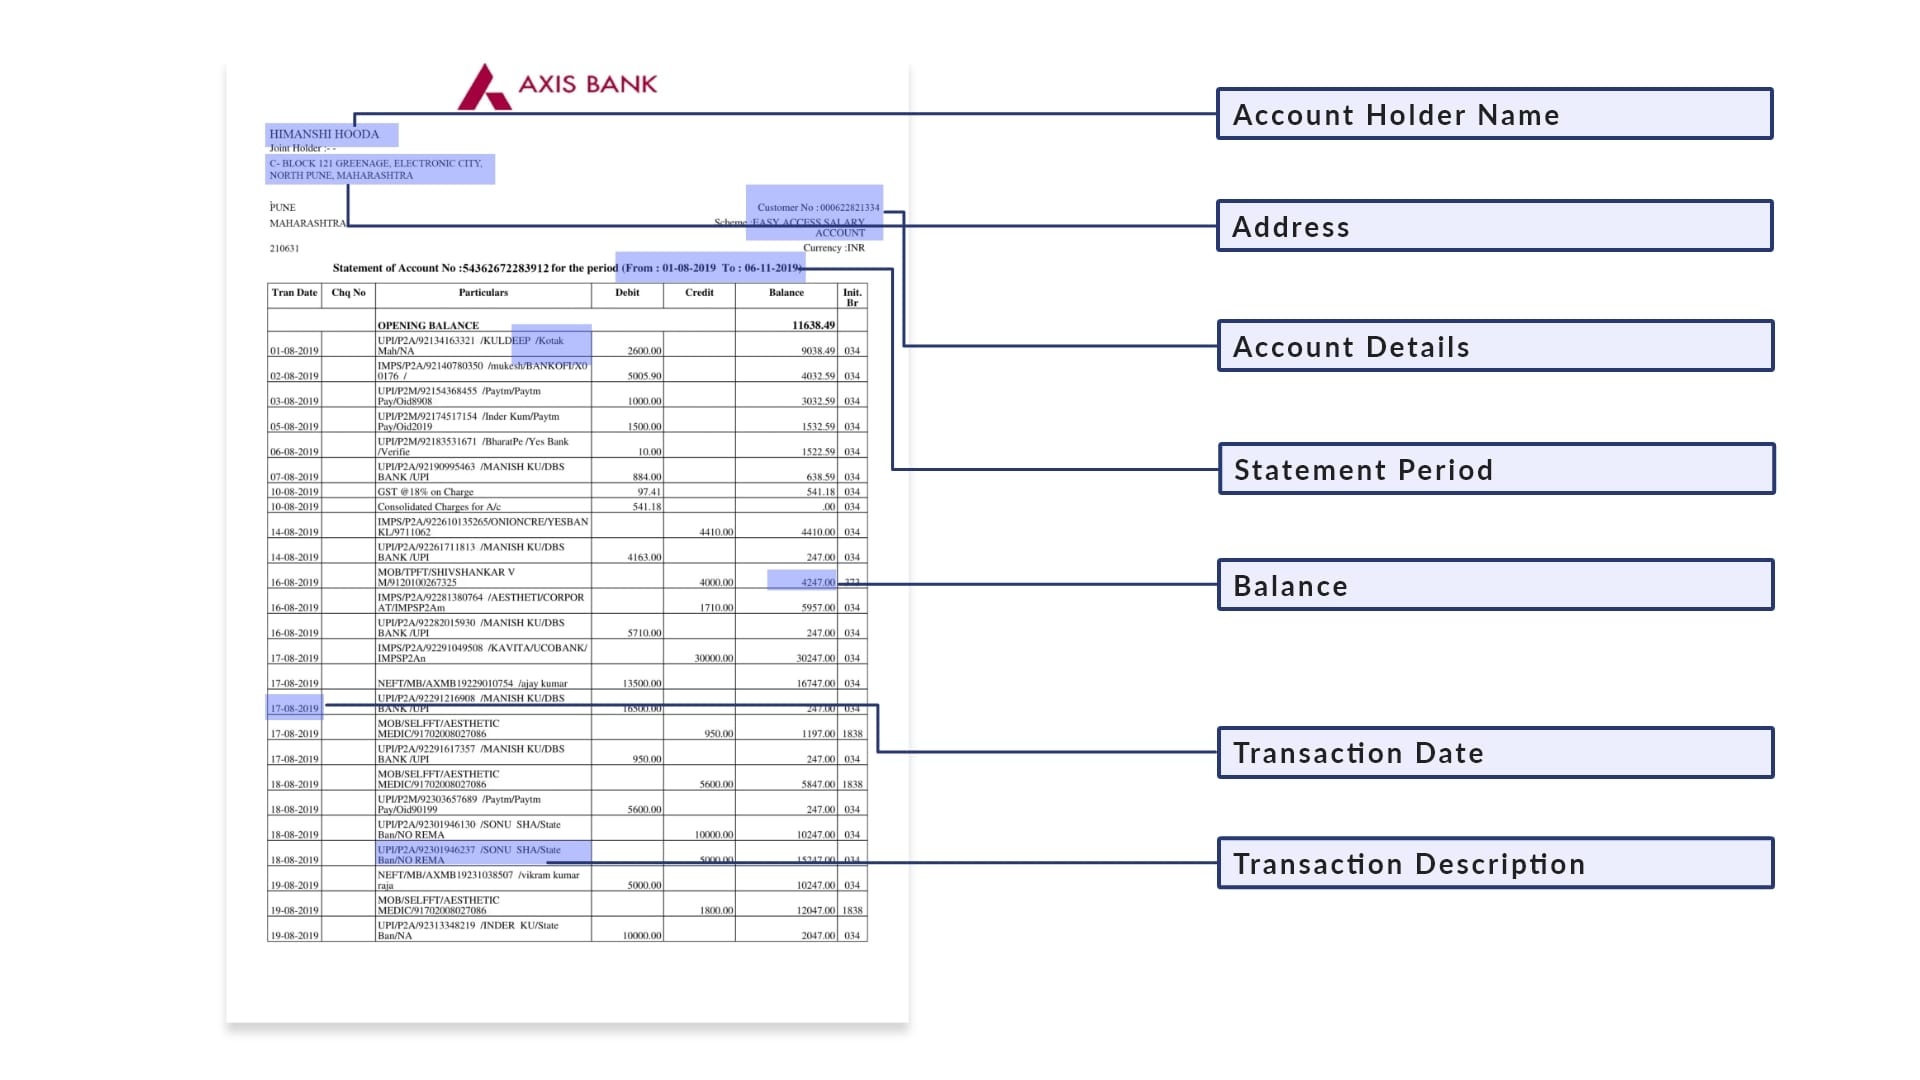 AXIS BANK
HIMANSHI HOODA
Joint Holder :- -
C- BLOCK 121 GREENAGE, ELECTRONIC CITY,
NORTH PUNE, MAHARASHTRA
PUNE
Customer No :000622821334
MAHARASHTRA
Scheme :EASY ACCESS SALARY
ACCOUNT
210631
Currency :INR
Statement of Account No :54362672283912 for the period (From : 01-08-2019 To : 06-11-2019)
Tran Date Chq No Particulars Debit Credit Balance Init.
Br
OPENING BALANCE 11638.49
UPI/P2A/92134163321 /KULDEEP /Kotak
01-08-2019 Mah/NA 2600.00 9038.49 034
IMPS/P2A/92140780350 /mukesh/BANKOFI/X0
02-08-2019 0176 / 5005.90 4032.59 034
UPI/P2M/92154368455 /Paytm/Paytm
03-08-2019 Pay/Oid8908 1000.00 3032.59 034
UPI/P2M/92174517154 /Inder Kum/Paytm
05-08-2019 Pay/Oid2019 1500.00 1532.59 034
UPI/P2M/92183531671 /BharatPe /Yes Bank
06-08-2019 /Verifie 10.00 1522.59 034
UPI/P2A/92190995463 /MANISH KU/DBS
07-08-2019 BANK /UPI 884.00 638.59 034
10-08-2019 GST @18% on Charge 97.41 541.18 034
10-08-2019 Consolidated Charges for A/c 541.18 .00 034
IMPS/P2A/922610135265/ONIONCRE/YESBAN
14-08-2019 KL/9711062 4410.00 4410.00 034
UPI/P2A/92261711813 /MANISH KU/DBS
14-08-2019 BANK /UPI 4163.00 247.00 034
MOB/TPFT/SHIVSHANKAR V
16-08-2019 M/9120100267325 4000.00 4247.00 373
IMPS/P2A/92281380764 /AESTHETI/CORPOR
16-08-2019 AT/IMPSP2Am 1710.00 5957.00 034
UPI/P2A/92282015930 /MANISH KU/DBS
16-08-2019 BANK /UPI 5710.00 247.00 034
IMPS/P2A/92291049508 /KAVITA/UCOBANK/
17-08-2019 IMPSP2An 30000.00 30247.00 034
17-08-2019 NEFT/MB/AXMB19229010754 /ajay kumar 13500.00 16747.00 034
UPI/P2A/92291216908 /MANISH KU/DBS
17-08-2019 BANK /UPI 16500.00 247.00 034
MOB/SELFFT/AESTHETIC
17-08-2019 MEDIC/91702008027086 950.00 1197.00 1838
UPI/P2A/92291617357 /MANISH KU/DBS
17-08-2019 BANK /UPI 950.00 247.00 034
MOB/SELFFT/AESTHETIC
18-08-2019 MEDIC/91702008027086 5600.00 5847.00 1838
UPI/P2M/92303657689 /Paytm/Paytm
18-08-2019 Pay/Oid90199 5600.00 247.00 034
UPI/P2A/92301946130 /SONU SHA/State
18-08-2019 Ban/NO REMA 10000.00 10247.00 034
UPI/P2A/92301946237 /SONU SHA/State
18-08-2019 Ban/NO REMA 5000.00 15247.00 034
NEFT/MB/AXMB19231038507 /vikram kumar
19-08-2019 raja 5000.00 10247.00 034
MOB/SELFFT/AESTHETIC
19-08-2019 MEDIC/91702008027086 1800.00 12047.00 1838
UPI/P2A/92313348219 /INDER KU/State
19-08-2019 Ban/NA 10000.00 2047.00 034
Account Holder Name
Address
Account Details
Statement Period
Balance
Transaction Date
Transaction Description